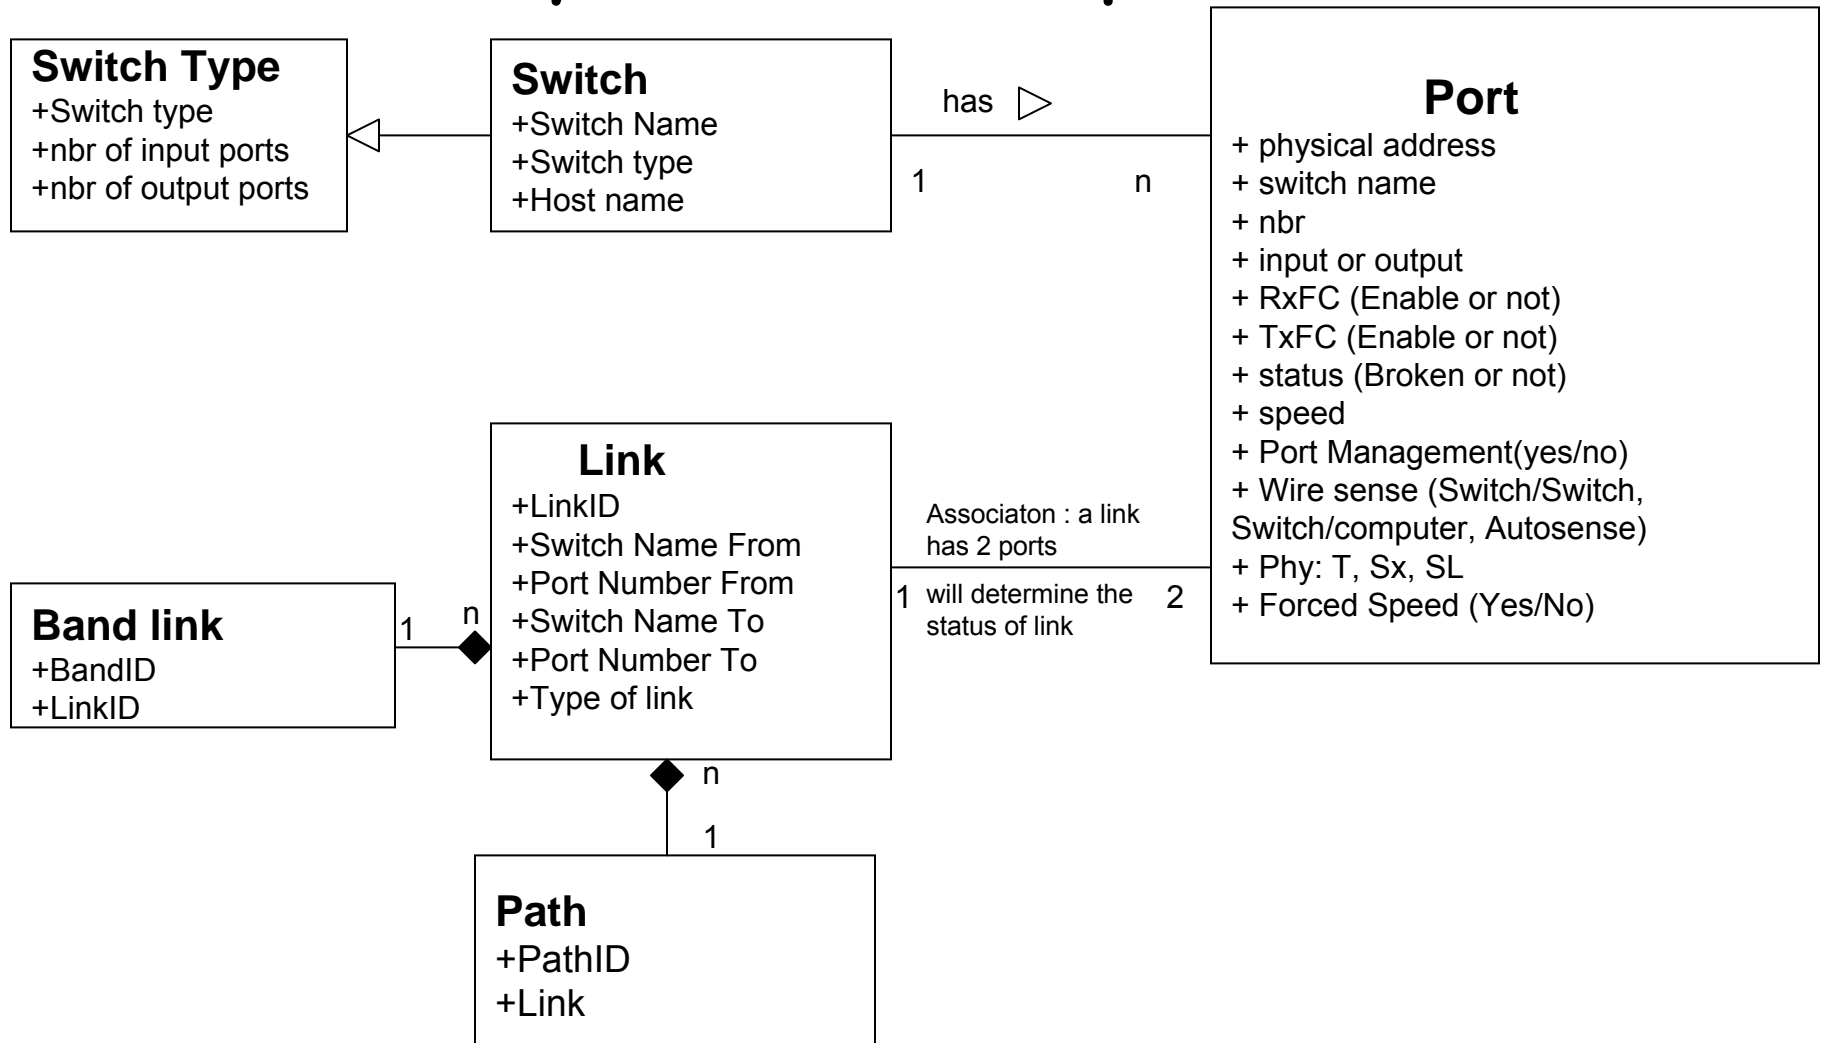 Switch Type
+Switch type
+nbr of input ports
+nbr of output ports
Switch
+Switch Name
+Switch type
+Host name
has
1
n
Port
+ physical address
+ switch name
+ nbr
+ input or output
+ RxFC (Enable or not)
+ TxFC (Enable or not)
+ status (Broken or not)
+ speed
+ Port Management(yes/no)
+ Wire sense (Switch/Switch,
Switch/computer, Autosense)
+ Phy: T, Sx, SL
+ Forced Speed (Yes/No)
Link
+LinkID
+Switch Name From
+Port Number From
+Switch Name To
+Port Number To
+Type of link
Associaton : a link
has 2 ports
1
will determine the
status of link
2
Band link
+BandID
+LinkID
1
n
n
1
Path
+PathID
+Link